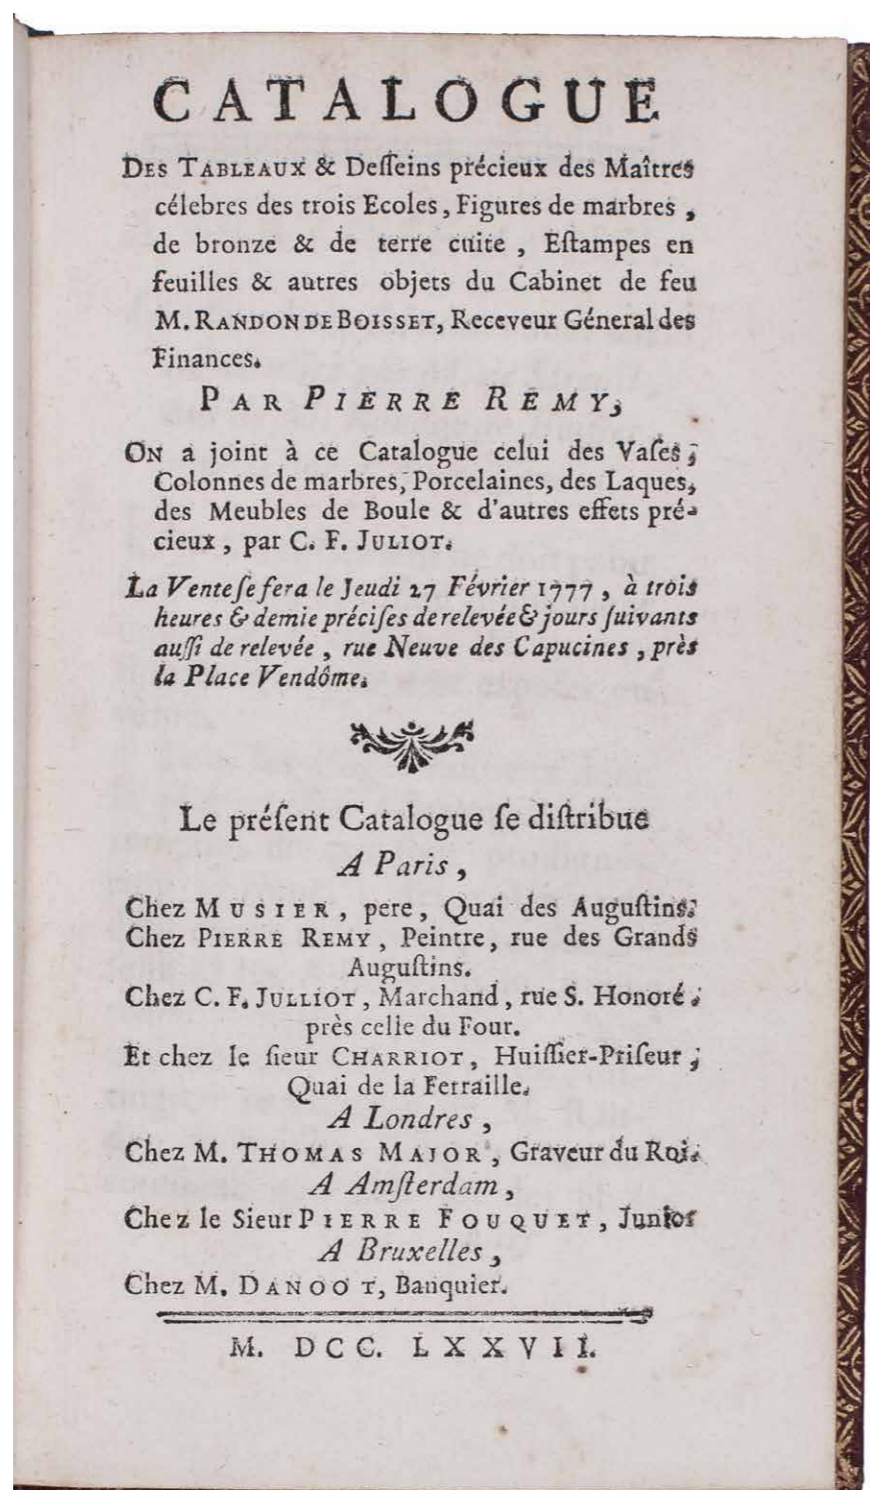 CATALOGUE
DES TABLEAUX & Deſſeins précieux des Maîtres
célebres des trois Ecoles, Figures de marbres,
de bronze & de terre cuite, Eſtampes en
feuilles & autres objets du Cabinet de feu
M. RANDON DE BOISSET, Receveur Géneral des
Finances.
PAR PIERRE REMY;
ON a joint à ce Catalogue celui des Vaſes;
Colonnes de marbres, Porcelaines, des Laques,
des Meubles de Boule & d'autres effets pré-
cieux, par C. F. JULIOT.
La Vente ſe fera le Jeudi 27 Février 1777, à trois
heures & demie préciſes de relevée & jours ſuivants
auſſi de relevée, rue Neuve des Capucines, près
la Place Vendôme.
Le préſent Catalogue ſe diſtribue
A Paris,
Chez MUSIER, pere, Quai des Auguſtins.
Chez PIERRE REMY, Peintre, rue des Grands
Auguſtins.
Chez C. F. JULLIOT, Marchand, rue S. Honoré,
près celle du Four.
Et chez le ſieur CHARRIOT, Huiſſier-Priſeur;
Quai de la Ferraille.
A Londres,
Chez M. THOMAS MAJOR, Graveur du Roi.
A Amſterdam,
Chez le Sieur PIERRE FOUQUET, Junior
A Bruxelles,
Chez M. DANOOT, Banquier.
M. DCC. LXXVII.